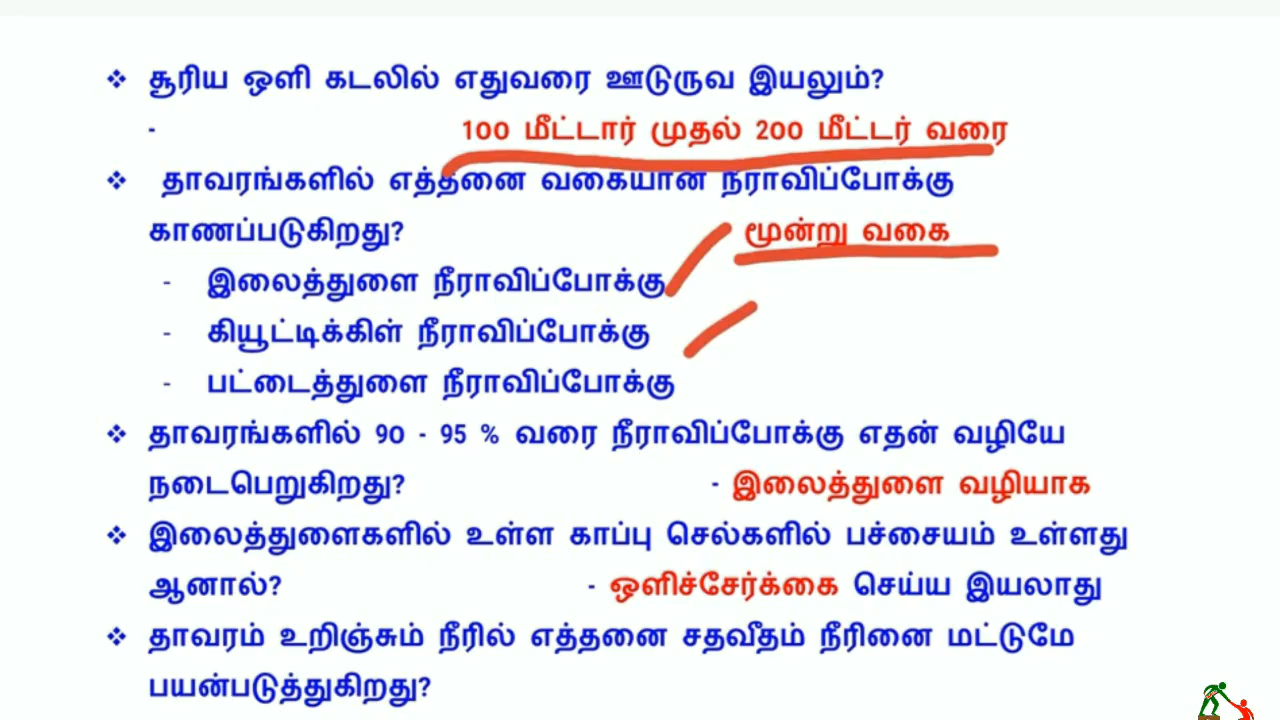 ❖ சூரிய ஒளி கடலில் எதுவரை ஊடுருவ இயலும்?
- 100 மீட்டார் முதல் 200 மீட்டர் வரை
❖ தாவரங்களில் எத்தனை வகையான நீராவிப்போக்கு
காணப்படுகிறது? மூன்று வகை
- இலைத்துளை நீராவிப்போக்கு
- கியூட்டிக்கிள் நீராவிப்போக்கு
- பட்டைத்துளை நீராவிப்போக்கு
❖ தாவரங்களில் 90 - 95 % வரை நீராவிப்போக்கு எதன் வழியே
நடைபெறுகிறது? - இலைத்துளை வழியாக
❖ இலைத்துளைகளில் உள்ள காப்பு செல்களில் பச்சையம் உள்ளது
ஆனால்? - ஒளிச்சேர்க்கை செய்ய இயலாது
❖ தாவரம் உறிஞ்சும் நீரில் எத்தனை சதவீதம் நீரினை மட்டுமே
பயன்படுத்துகிறது?